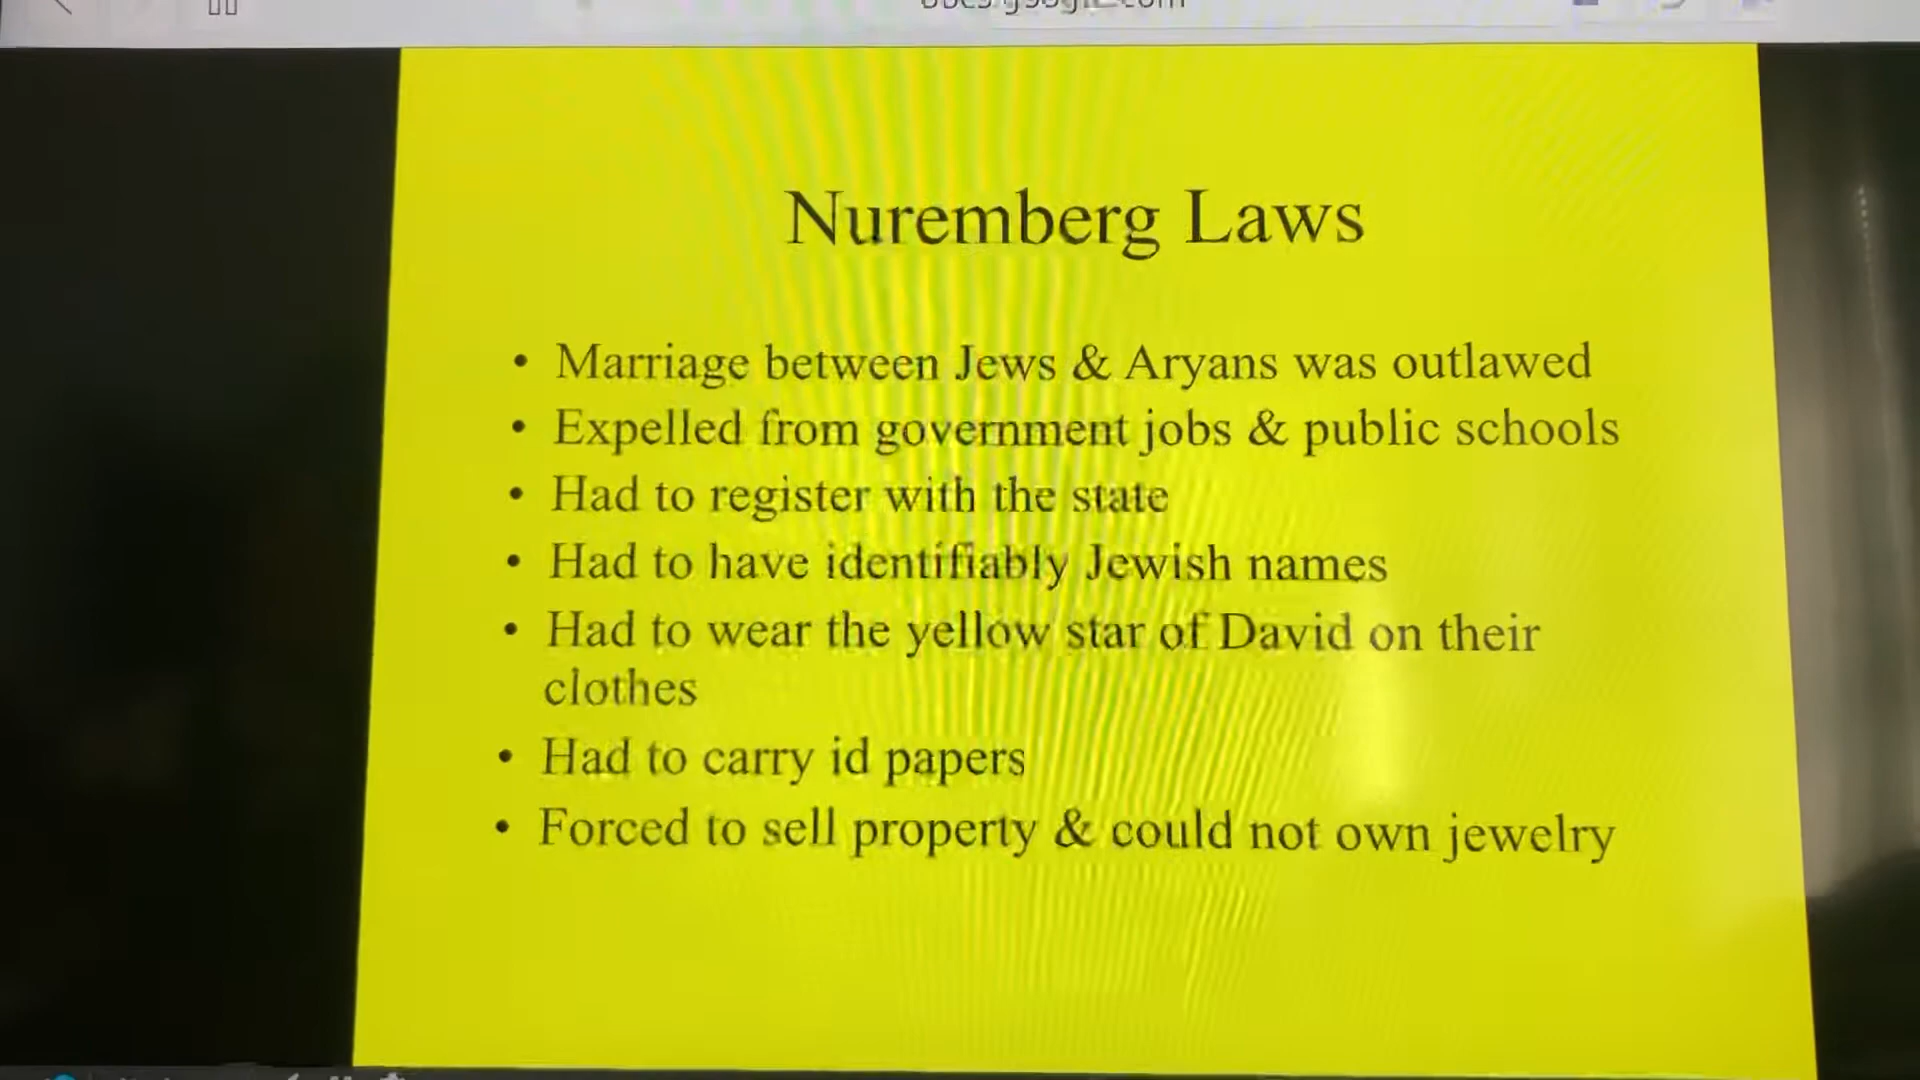 Nuremberg Laws
• Marriage between Jews & Aryans was outlawed
• Expelled from government jobs & public schools
• Had to register with the state
• Had to have identifiably Jewish names
• Had to wear the yellow star of David on their
clothes
• Had to carry id papers
• Forced to sell property & could not own jewelry